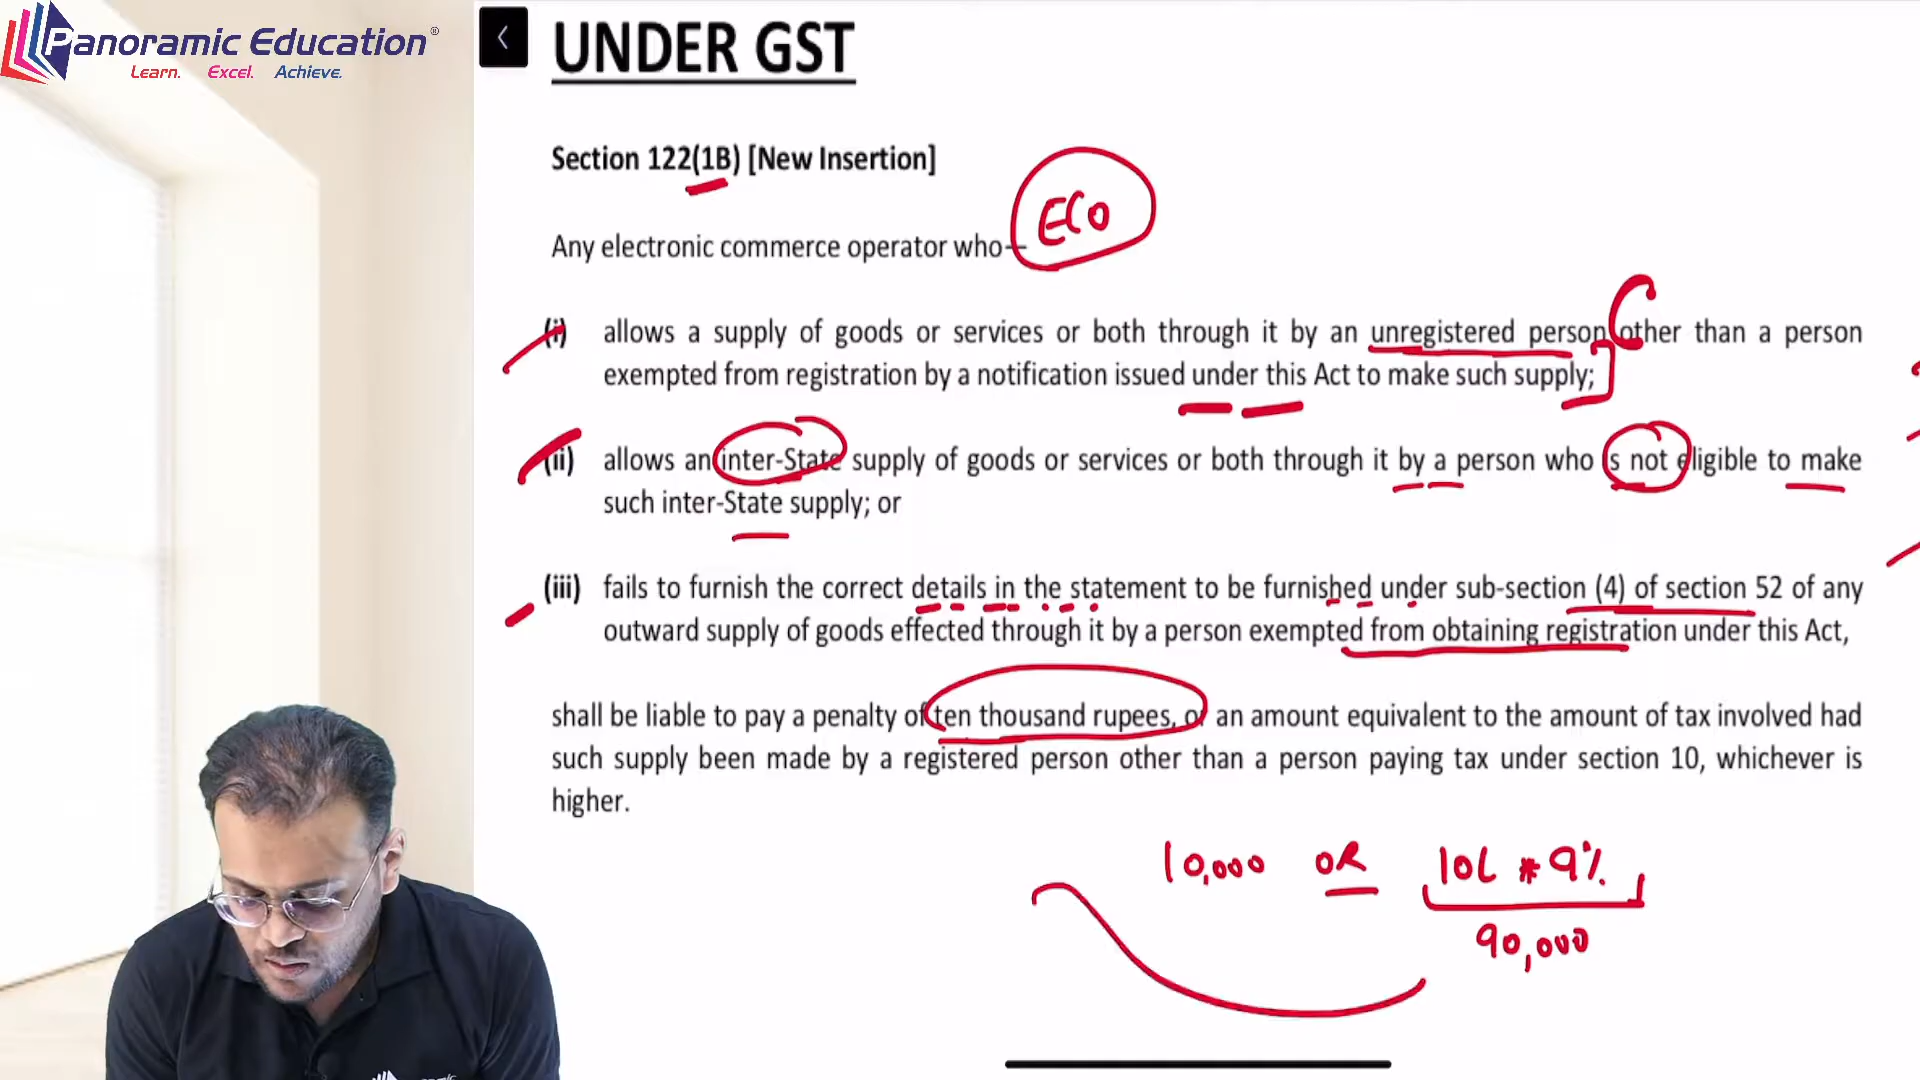 Panoramic Education®
Learn. Excel. Achieve.
UNDER GST
Section 122(1B) [New Insertion]
ECO
Any electronic commerce operator who—
(i) allows a supply of goods or services or both through it by an unregistered person other than a person
exempted from registration by a notification issued under this Act to make such supply;
(ii) allows an inter-State supply of goods or services or both through it by a person who is not eligible to make
such inter-State supply; or
(iii) fails to furnish the correct details in the statement to be furnished under sub-section (4) of section 52 of any
outward supply of goods effected through it by a person exempted from obtaining registration under this Act,
shall be liable to pay a penalty of ten thousand rupees, or an amount equivalent to the amount of tax involved had
such supply been made by a registered person other than a person paying tax under section 10, whichever is
higher.
10,000 OR 10L * 9%
90,000